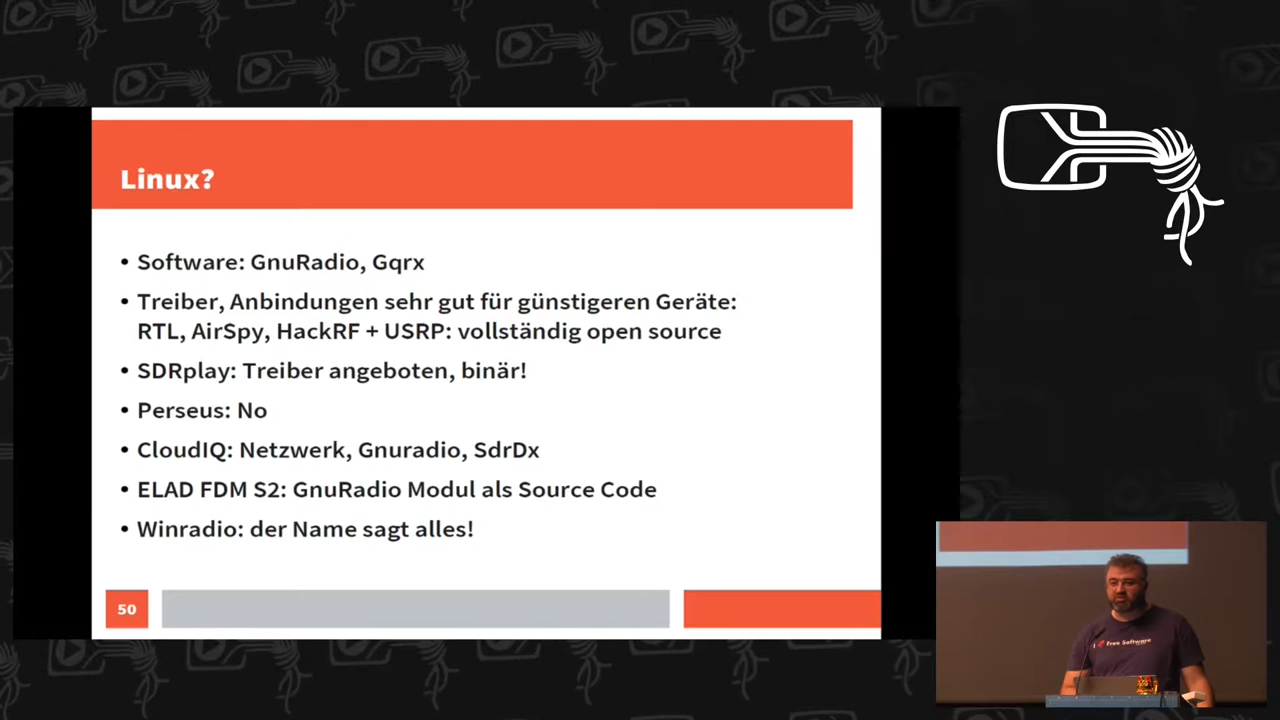 Linux?
• Software: GnuRadio, Gqrx
• Treiber, Anbindungen sehr gut für günstigeren Geräte:
RTL, AirSpy, HackRF + USRP: vollständig open source
• SDRplay: Treiber angeboten, binär!
• Perseus: No
• CloudIQ: Netzwerk, Gnuradio, SdrDx
• ELAD FDM S2: GnuRadio Modul als Source Code
• Winradio: der Name sagt alles!
50
I Free Software